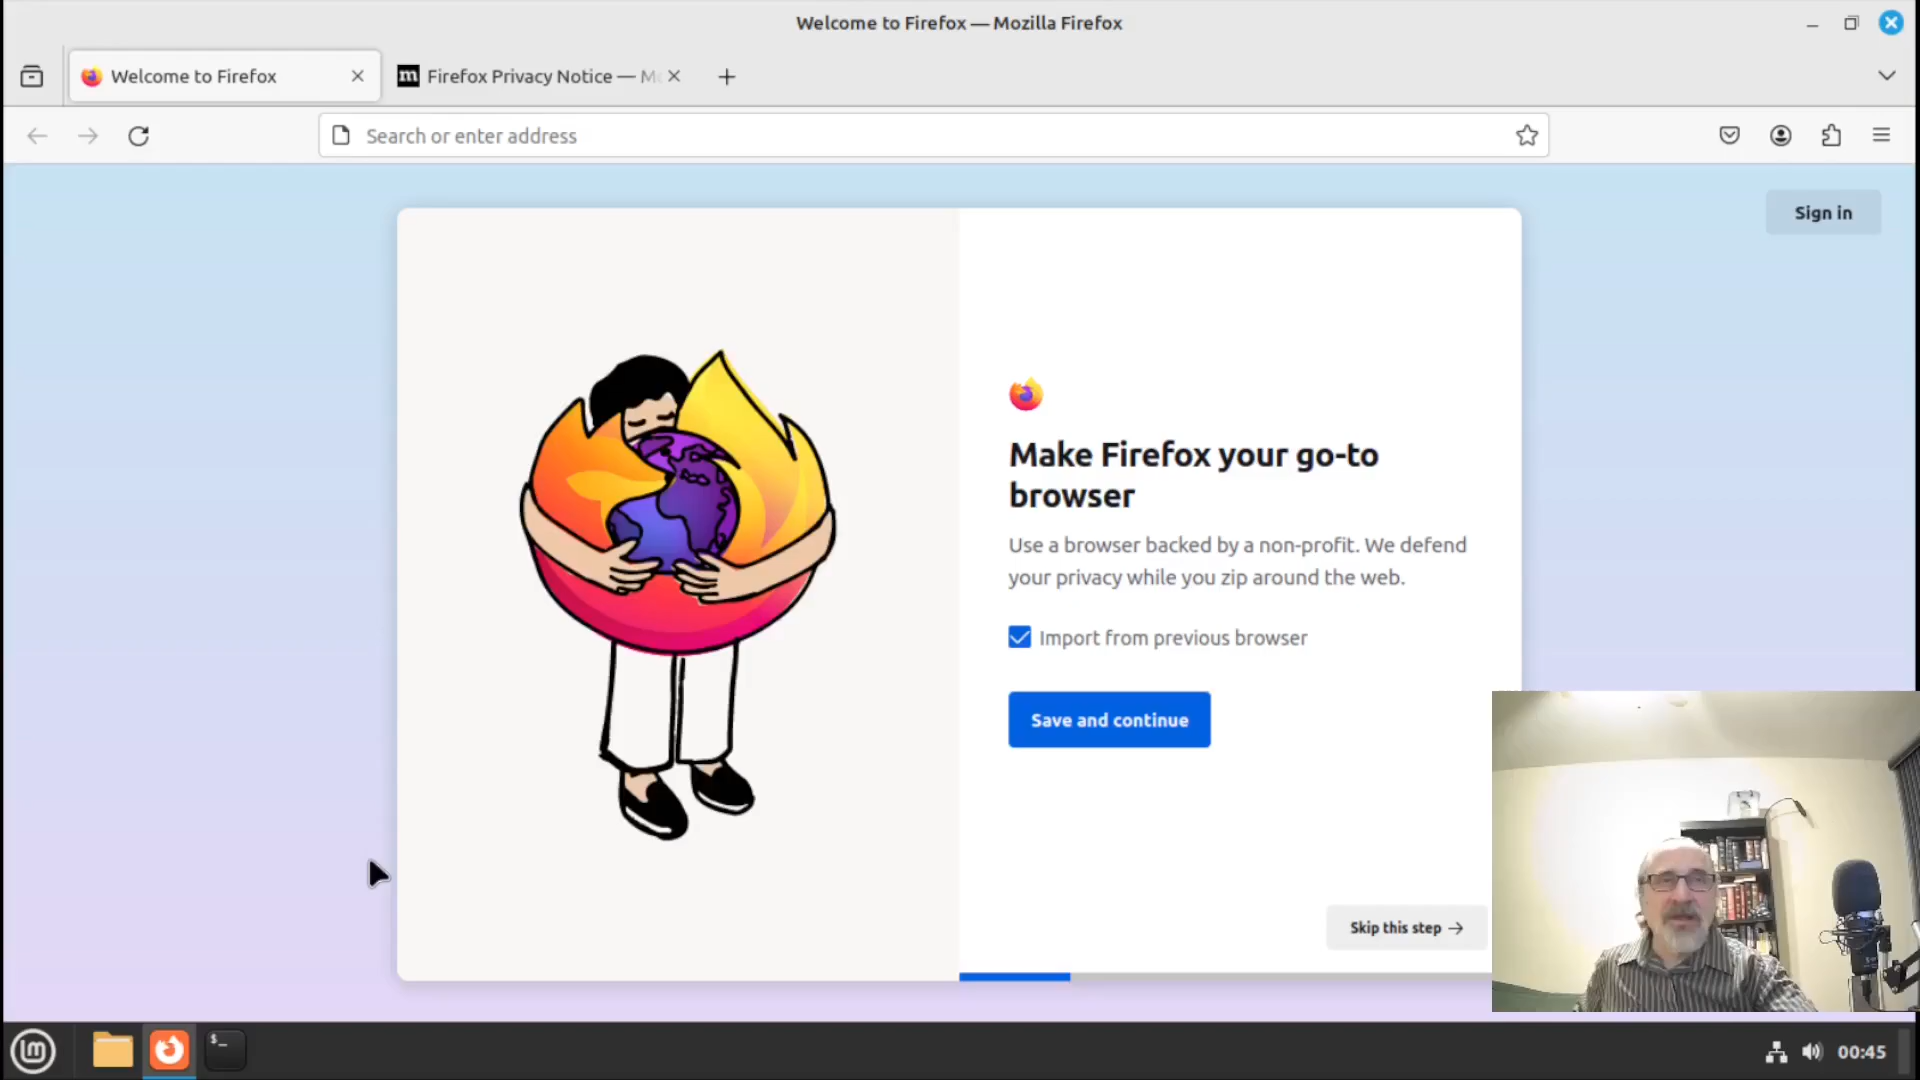 Welcome to Firefox — Mozilla Firefox
Welcome to Firefox
m Firefox Privacy Notice — Mo
Search or enter address
Sign in
Make Firefox your go-to
browser
Use a browser backed by a non-profit. We defend
your privacy while you zip around the web.
Import from previous browser
Save and continue
Skip this step →
$_
00:45